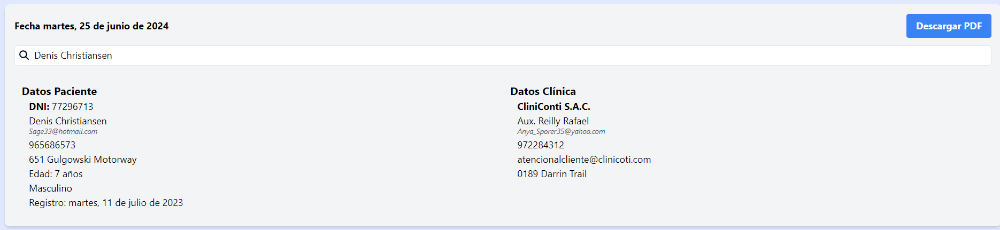 Fecha martes, 25 de junio de 2024
Descargar PDF
Denis Christiansen
Datos Paciente
DNI: 77296713
Denis Christiansen
Sage33@hotmail.com
965686573
651 Gulgowski Motorway
Edad: 7 años
Masculino
Registro: martes, 11 de julio de 2023
Datos Clínica
CliniConti S.A.C.
Aux. Reilly Rafael
Anya_Sporer35@yahoo.com
972284312
atencionalcliente@clinicoti.com
0189 Darrin Trail